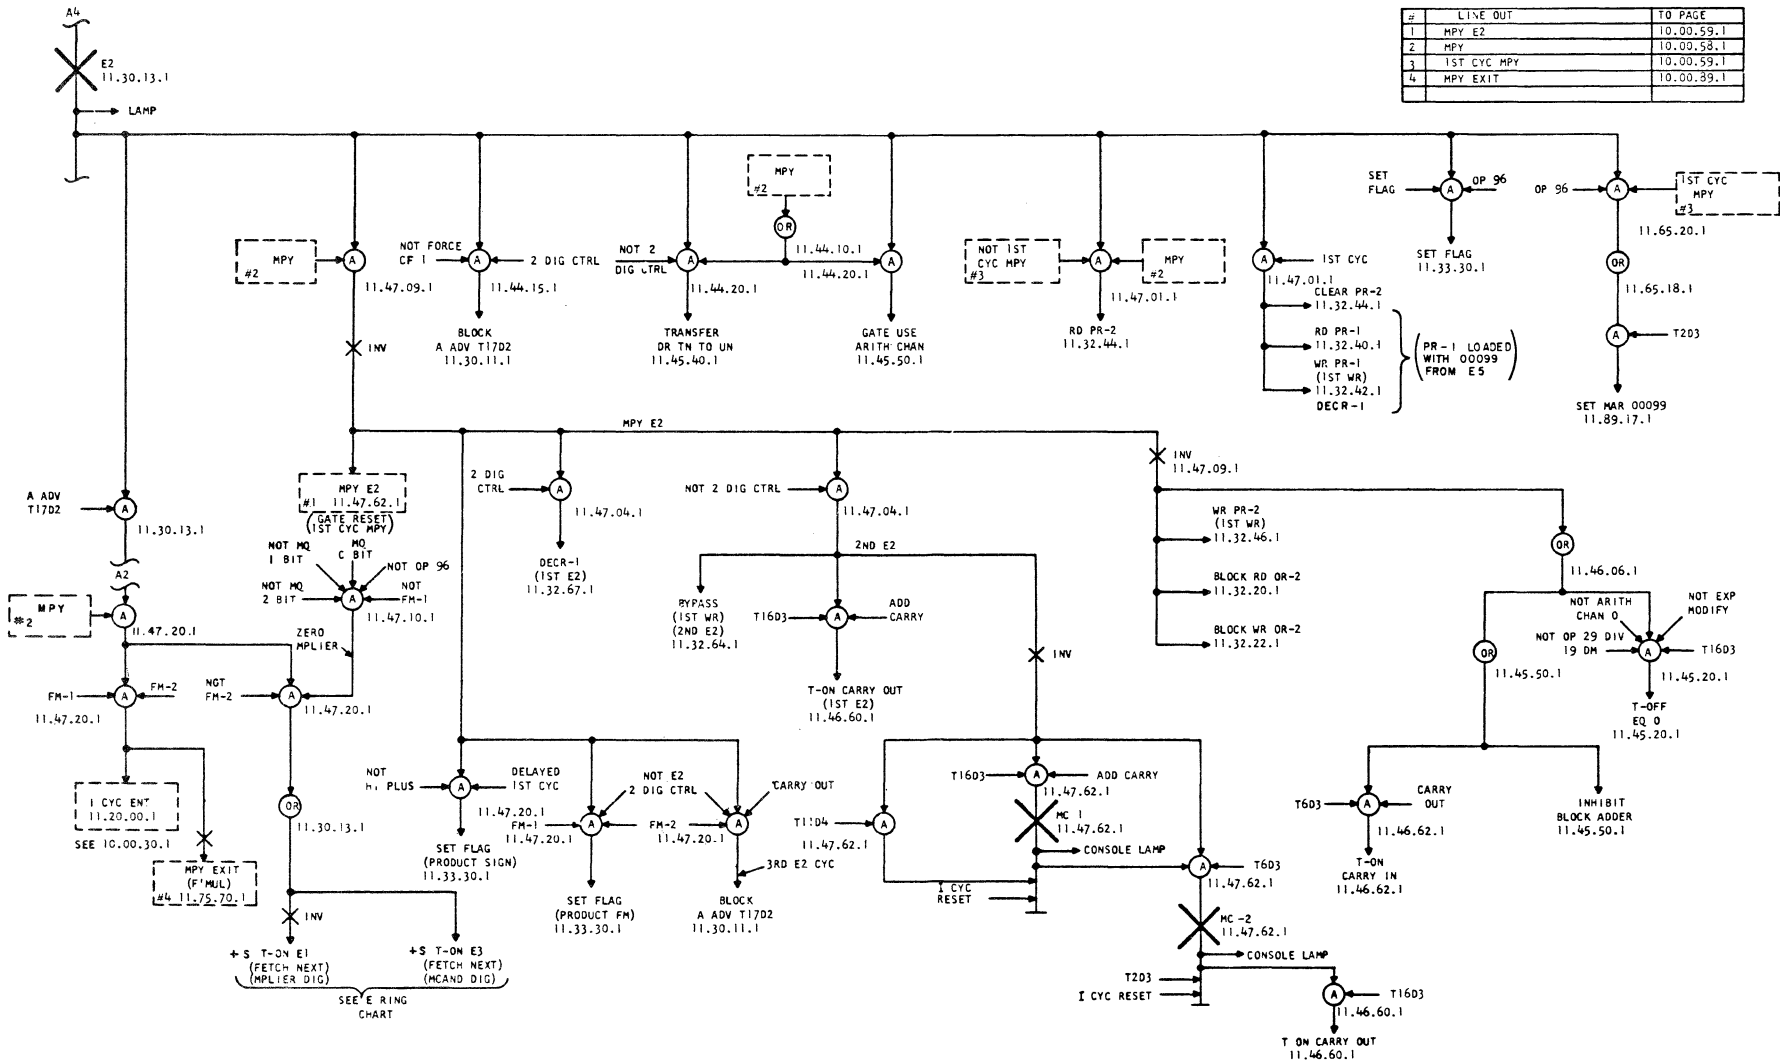 A4
E2
11.30.13.1
LAMP
# LINE OUT TO PAGE
1 MPY E2 10.00.59.1
2 MPY 10.00.58.1
3 1ST CYC MPY 10.00.59.1
4 MPY EXIT 10.00.89.1
MPY
#2
OR
11.44.10.1
MPY
#2
A
11.47.09.1
NOT FORCE
CF 1
A
2 DIG CTRL
11.44.15.1
BLOCK
A ADV T17D2
11.30.11.1
NOT 2
DIG CTRL
A
11.44.20.1
TRANSFER
DR TN TO UN
11.45.40.1
11.44.20.1
A
GATE USE
ARITH CHAN
11.45.50.1
NOT 1ST
CYC MPY
#3
A
MPY
#2
11.47.01.1
RD PR-2
11.32.44.1
A
1ST CYC
11.47.01.1
CLEAR PR-2
11.32.44.1
RD PR-1
11.32.40.1
WR PR-1
(1ST WR)
11.32.42.1
DECR-1
(PR-1 LOADED
WITH 00099
FROM E5)
SET
FLAG
A
OP 96
SET FLAG
11.33.30.1
OP 96
A
1ST CYC
MPY
#3
11.65.20.1
OR
11.65.18.1
A
T2D3
SET MAR 00099
11.89.17.1
INV
MPY E2
A ADV
T17D2
A
11.30.13.1
A2
MPY
#2
A
11.47.20.1
FM-1
A
FM-2
11.47.20.1
I CYC ENT
11.20.00.1
SEE 10.00.30.1
MPY EXIT
(F'MUL)
#4 11.75.70.1
MPY E2
#1 11.47.62.1
(GATE RESET)
(1ST CYC MPY)
NOT MQ
1 BIT
MQ
C BIT
NOT OP 96
NOT MQ
2 BIT
A
NOT
FM-1
11.47.10.1
ZERO
MPLIER
NOT
FM-2
A
11.47.20.1
OR
11.30.13.1
INV
+S T-ON E1
(FETCH NEXT)
(MPLIER DIG)
+S T-ON E3
(FETCH NEXT)
(MCAND DIG)
SEE E RING
CHART
2 DIG
CTRL
A
11.47.04.1
DECR-1
(1ST E2)
11.32.67.1
NOT 2 DIG CTRL
A
11.47.04.1
2ND E2
BYPASS
(1ST WR)
(2ND E2)
11.32.64.1
T16D3
A
ADD
CARRY
T-ON CARRY OUT
(1ST E2)
11.46.60.1
INV
INV
11.47.09.1
WR PR-2
(1ST WR)
11.32.46.1
BLOCK RD OR-2
11.32.20.1
BLOCK WR OR-2
11.32.22.1
OR
11.46.06.1
NOT ARITH
CHAN 0
NOT EXP
MODIFY
NOT OP 29 DIV
19 DM
A
T16D3
11.45.20.1
T-OFF
EQ 0
11.45.20.1
OR
11.45.50.1
T6D3
A
CARRY
OUT
11.46.62.1
T-ON
CARRY IN
11.46.62.1
INHIBIT
BLOCK ADDER
11.45.50.1
NOT
H1 PLUS
A
DELAYED
1ST CYC
11.47.20.1
SET FLAG
(PRODUCT SIGN)
11.33.30.1
FM-1
11.47.20.1
A
NOT E2
2 DIG CTRL
SET FLAG
(PRODUCT FM)
11.33.30.1
FM-2
11.47.20.1
A
CARRY OUT
3RD E2 CYC
BLOCK
A ADV T17D2
11.30.11.1
T11D4
A
11.47.62.1
T16D3
A
ADD CARRY
11.47.62.1
MC-1
11.47.62.1
CONSOLE LAMP
I CYC
RESET
A
T6D3
11.47.62.1
MC-2
11.47.62.1
CONSOLE LAMP
T2D3
I CYC RESET
A
T16D3
11.46.60.1
T ON CARRY OUT
11.46.60.1